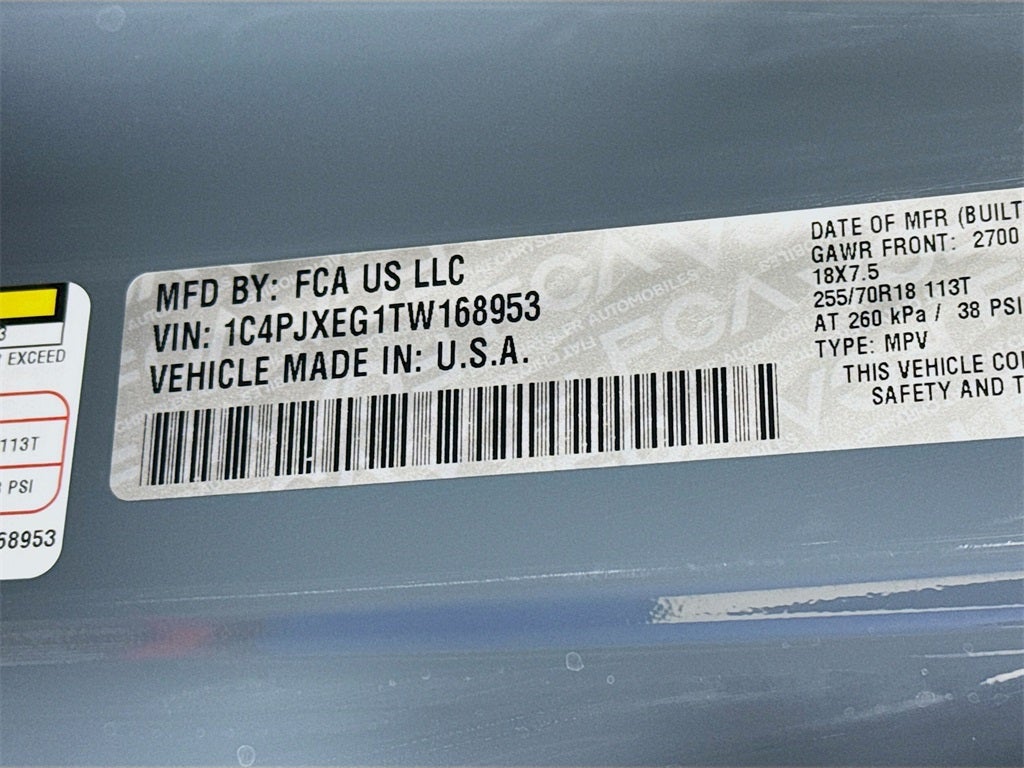 MFD BY: FCA US LLC
VIN: 1C4PJXEG1TW168953
VEHICLE MADE IN: U.S.A.
DATE OF MFR (BUILT
GAWR FRONT: 2700
18X7.5
255/70R18 113T
AT 260 kPa / 38 PSI
TYPE: MPV
THIS VEHICLE CO
SAFETY AND T
3
EXCEED
113T
PSI
68953